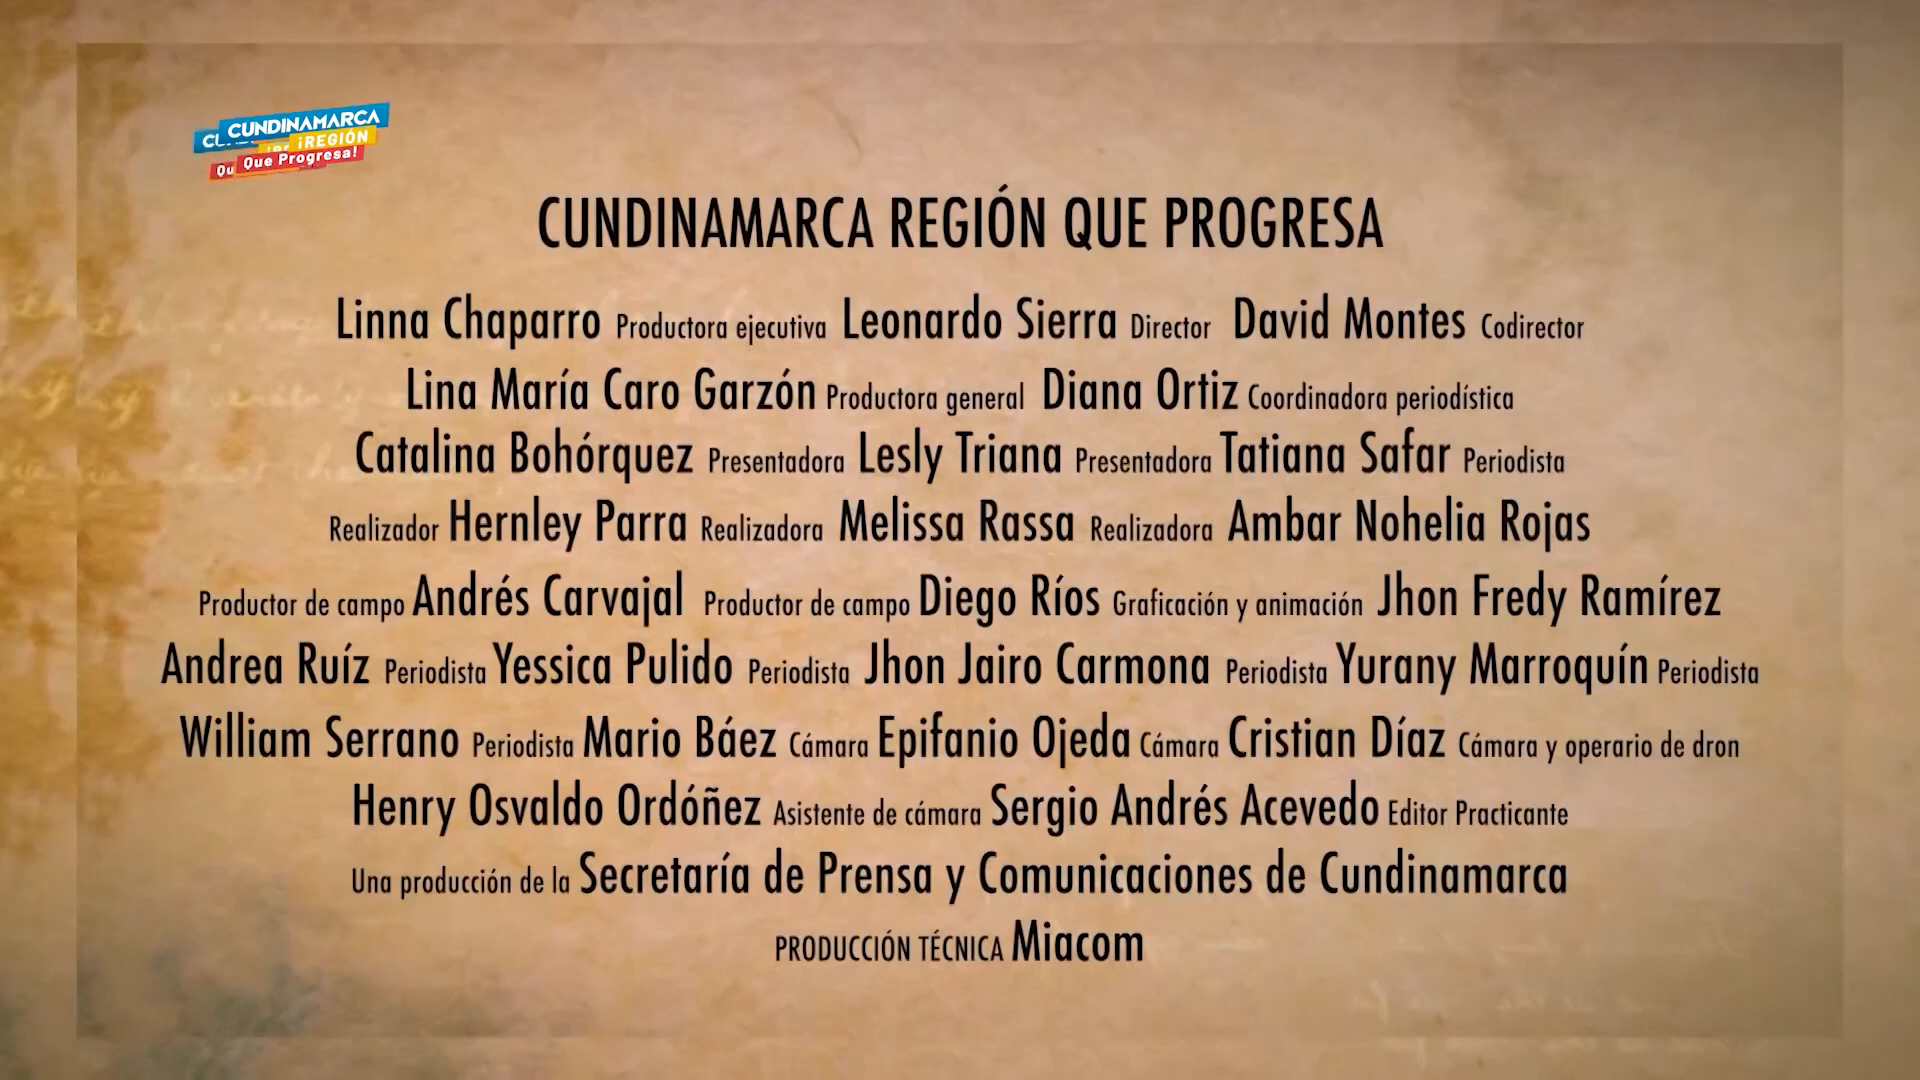 CUNDINAMARCA
¡REGIÓN
Que Progresa!
CUNDINAMARCA REGIÓN QUE PROGRESA
Linna Chaparro Productora ejecutiva Leonardo Sierra Director David Montes Codirector
Lina María Caro Garzón Productora general Diana Ortiz Coordinadora periodística
Catalina Bohórquez Presentadora Lesly Triana Presentadora Tatiana Safar Periodista
Realizador Hernley Parra Realizadora Melissa Rassa Realizadora Ambar Nohelia Rojas
Productor de campo Andrés Carvajal Productor de campo Diego Ríos Graficación y animación Jhon Fredy Ramírez
Andrea Ruíz Periodista Yessica Pulido Periodista Jhon Jairo Carmona Periodista Yurany Marroquín Periodista
William Serrano Periodista Mario Báez Cámara Epifanio Ojeda Cámara Cristian Díaz Cámara y operario de dron
Henry Osvaldo Ordóñez Asistente de cámara Sergio Andrés Acevedo Editor Practicante
Una producción de la Secretaría de Prensa y Comunicaciones de Cundinamarca
PRODUCCIÓN TÉCNICA Miacom